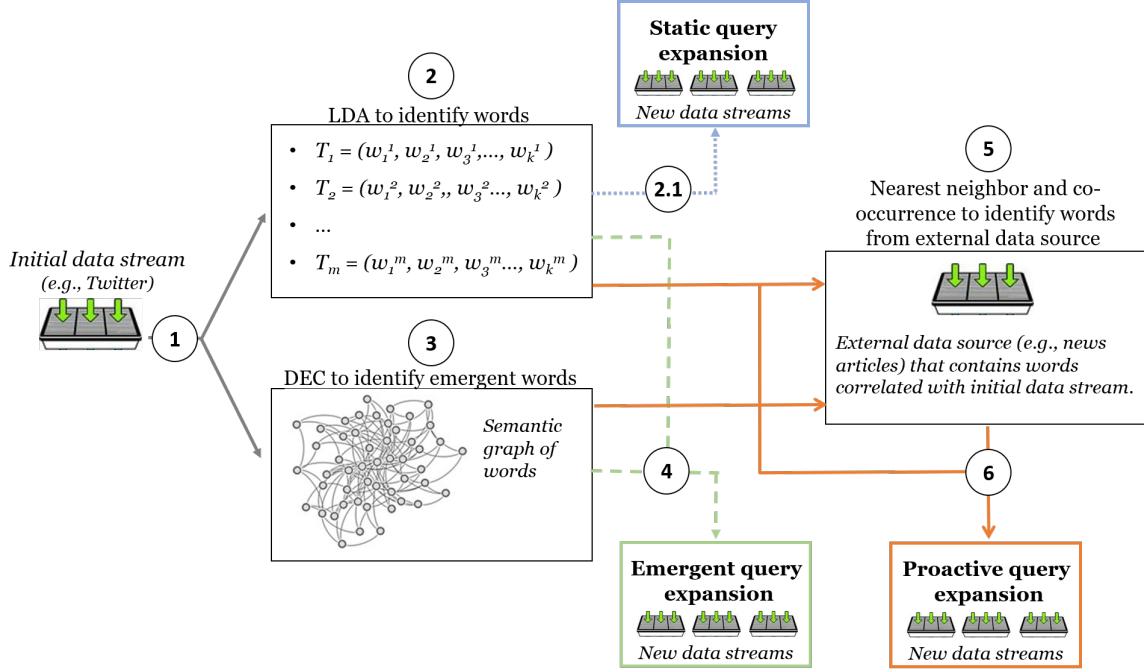 Initial data stream
(e.g., Twitter)
1
2
LDA to identify words
• T₁ = (w₁¹, w₂¹, w₃¹,..., wₖ¹ )
• T₂ = (w₁², w₂²,, w₃²..., wₖ² )
• ...
• Tₘ = (w₁ᵐ, w₂ᵐ, w₃ᵐ..., wₖᵐ )
3
DEC to identify emergent words
Semantic
graph of
words
Static query
expansion
New data streams
2.1
4
Emergent query
expansion
New data streams
5
Nearest neighbor and co-
occurrence to identify words
from external data source
External data source (e.g., news
articles) that contains words
correlated with initial data stream.
6
Proactive query
expansion
New data streams